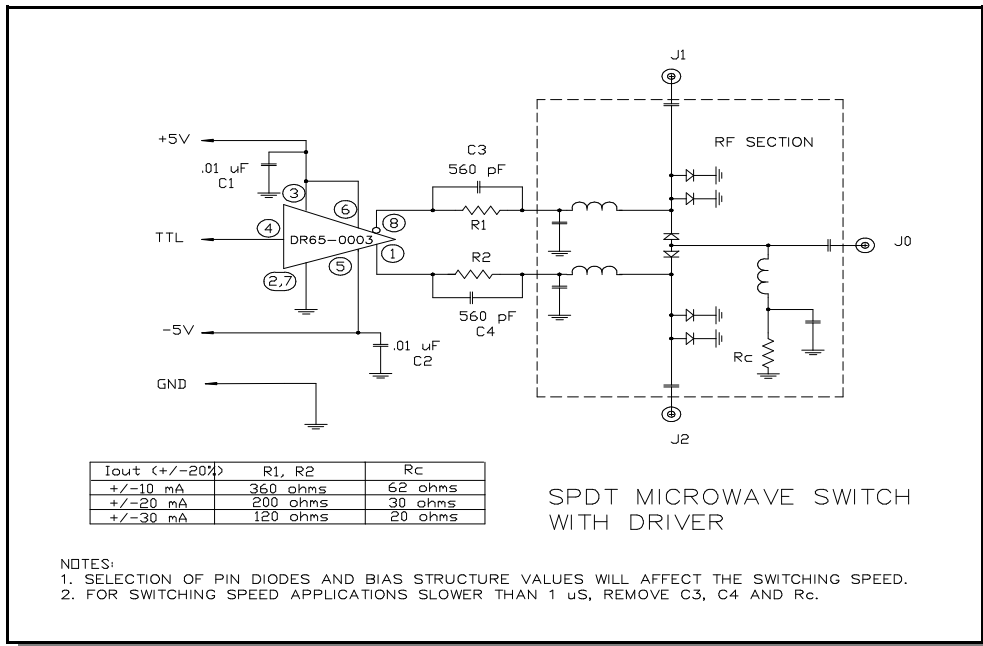 J1
+5V
RF SECTION
C3
.01 uF
560 pF
C1
3
6
8
4
R1
TTL
DR65-0003
J0
1
R2
5
2,7
560 pF
-5V
C4
.01 uF
Rc
C2
GND
J2
Iout (+/-20%) R1, R2 Rc
+/-10 mA 360 ohms 62 ohms
+/-20 mA 200 ohms 30 ohms
+/-30 mA 120 ohms 20 ohms
SPDT MICROWAVE SWITCH
WITH DRIVER
NOTES:
1. SELECTION OF PIN DIODES AND BIAS STRUCTURE VALUES WILL AFFECT THE SWITCHING SPEED.
2. FOR SWITCHING SPEED APPLICATIONS SLOWER THAN 1 uS, REMOVE C3, C4 AND Rc.